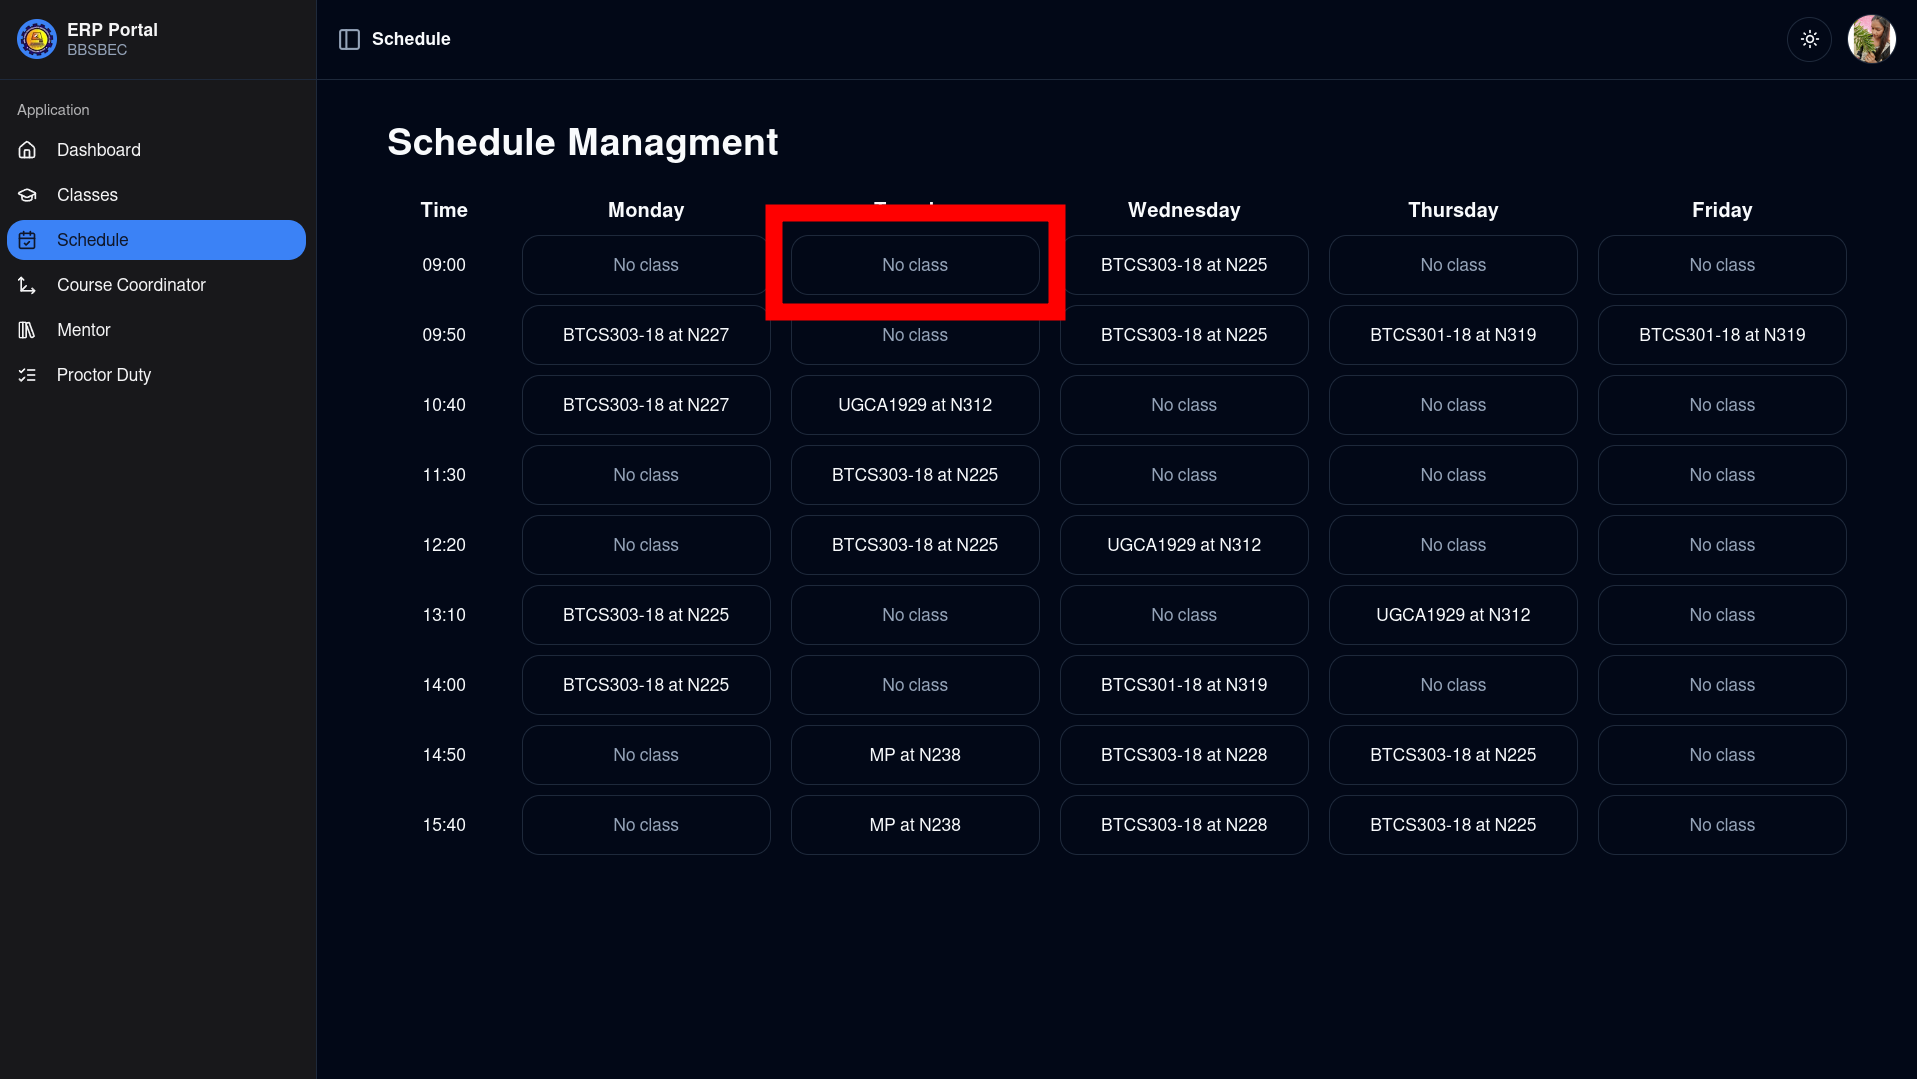 ERP Portal
BBSBEC
Schedule
Application
Dashboard
Classes
Schedule
Course Coordinator
Mentor
Proctor Duty
Schedule Managment
Time Monday Wednesday Thursday Friday
09:00 No class No class BTCS303-18 at N225 No class No class
09:50 BTCS303-18 at N227 No class BTCS303-18 at N225 BTCS301-18 at N319 BTCS301-18 at N319
10:40 BTCS303-18 at N227 UGCA1929 at N312 No class No class No class
11:30 No class BTCS303-18 at N225 No class No class No class
12:20 No class BTCS303-18 at N225 UGCA1929 at N312 No class No class
13:10 BTCS303-18 at N225 No class No class UGCA1929 at N312 No class
14:00 BTCS303-18 at N225 No class BTCS301-18 at N319 No class No class
14:50 No class MP at N238 BTCS303-18 at N228 BTCS303-18 at N225 No class
15:40 No class MP at N238 BTCS303-18 at N228 BTCS303-18 at N225 No class